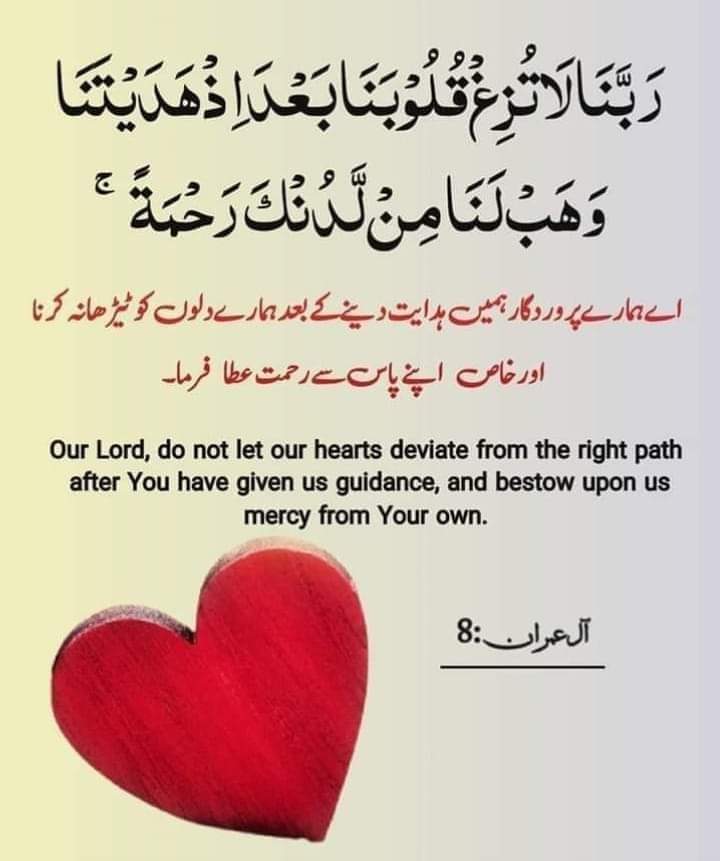 رَبَّنَا لَا تُزِغْ قُلُوْبَنَا بَعْدَ اِذْ هَدَيْتَنَا
وَهَبْ لَنَا مِنْ لَّدُنْكَ رَحْمَةً ۚ
اے ہمارے پروردگار ہمیں ہدایت دینے کے بعد ہمارے دلوں کو ٹیڑھا نہ کرنا
اور خاص اپنے پاس سے رحمت عطا فرما۔
Our Lord, do not let our hearts deviate from the right path
after You have given us guidance, and bestow upon us
mercy from Your own.
آل عمران:8